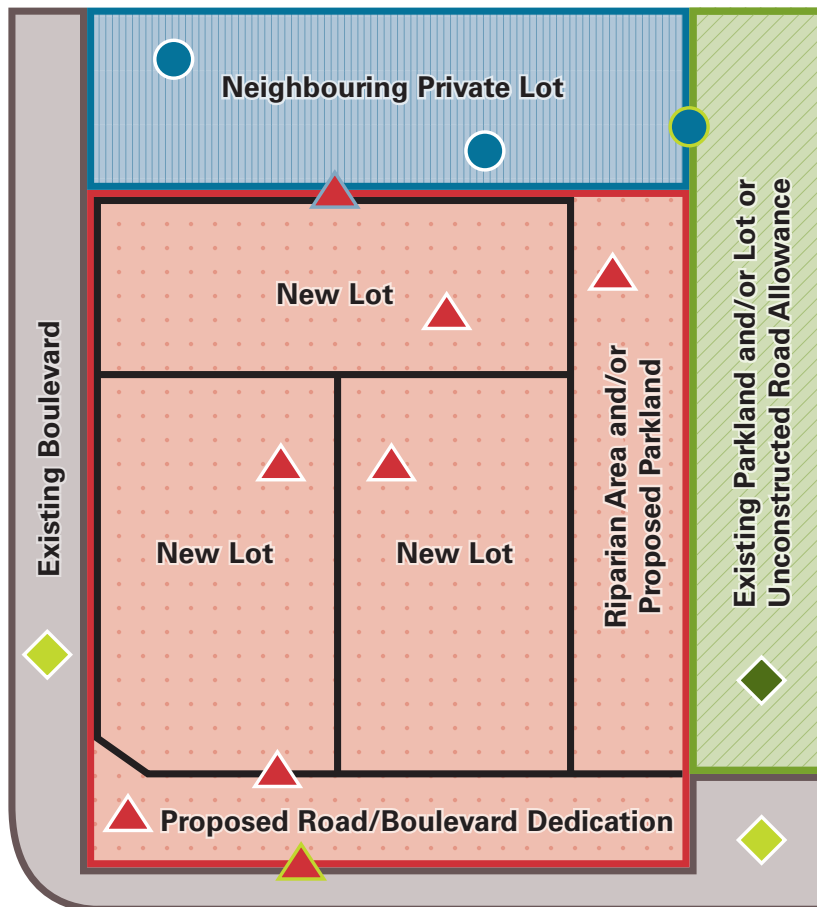 Neighbouring Private Lot
New Lot
Existing Boulevard
Riparian Area and/or
Proposed Parkland
Existing Parkland and/or Lot or
Unconstructed Road Allowance
New Lot
New Lot
Proposed Road/Boulevard Dedication